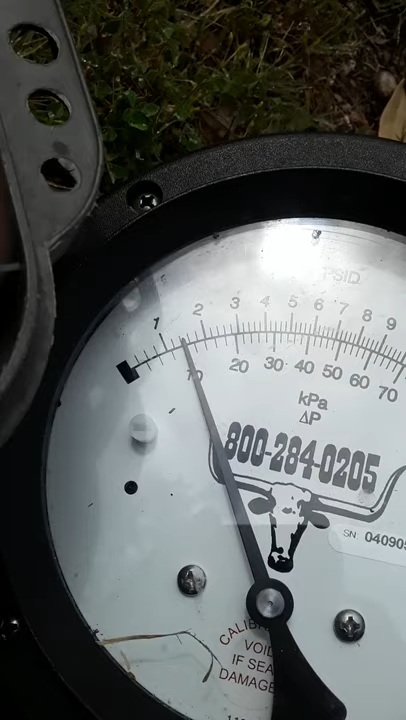 PSID
1 2 3 4 5 6 7 8 9
10 20 30 40 50 60 70
kPa
ΔP
800-284-0205
SN 04090
CALIB
VOID
IF SEA
DAMAGE